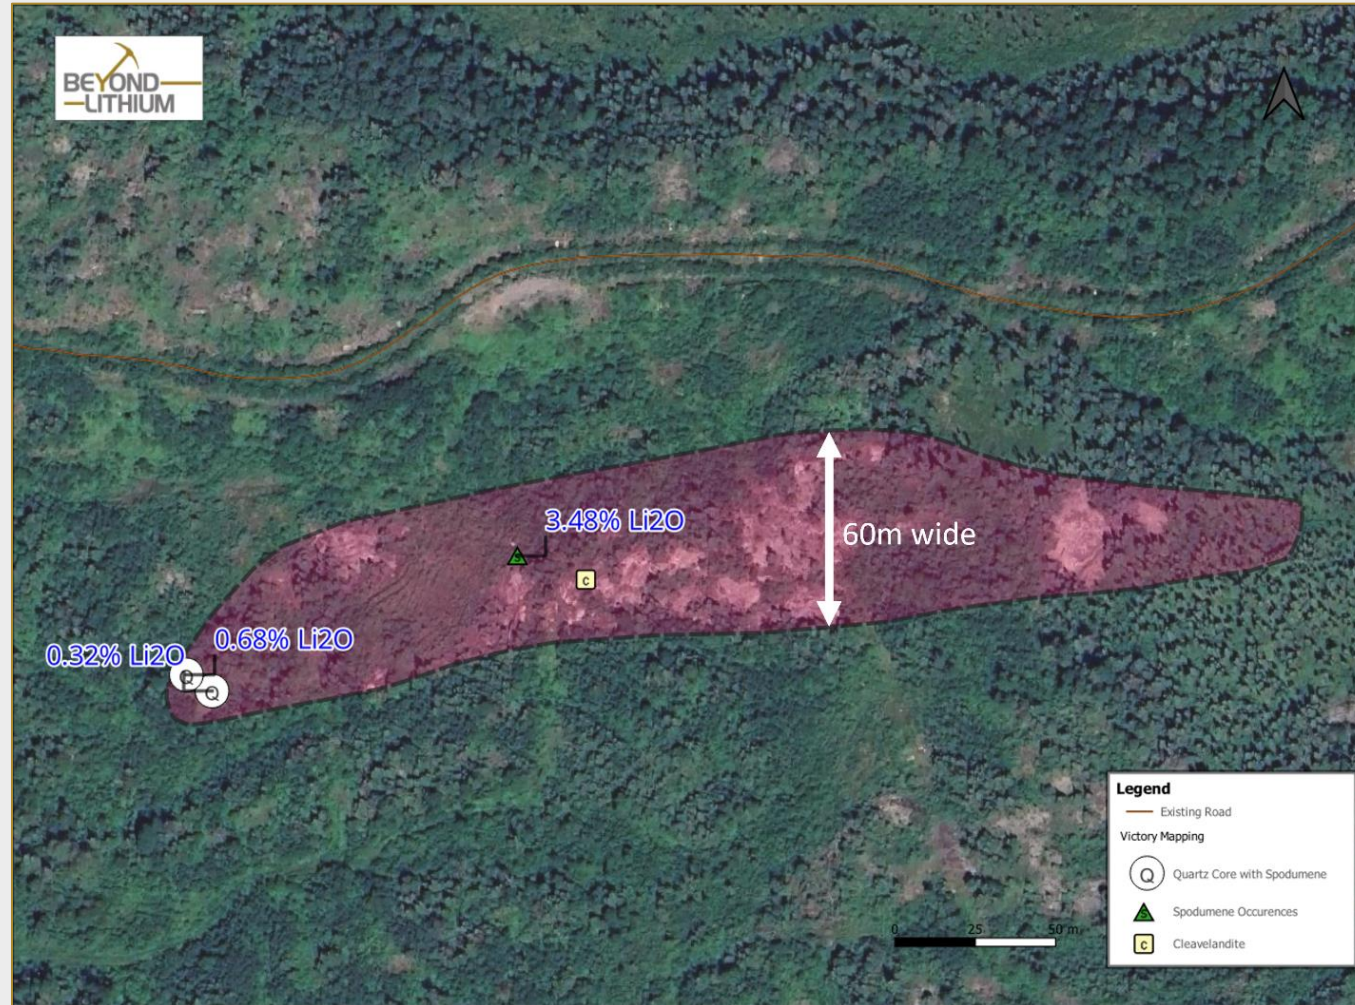 BEYOND
LITHIUM
3.48% Li2O
S
C
60m wide
0.68% Li2O
0.32% Li2O
Q
Q
Legend
Existing Road
Victory Mapping
Q
Quartz Core with Spodumene
S
Spodumene Occurences
C
Cleavelandite
0 25 50 m